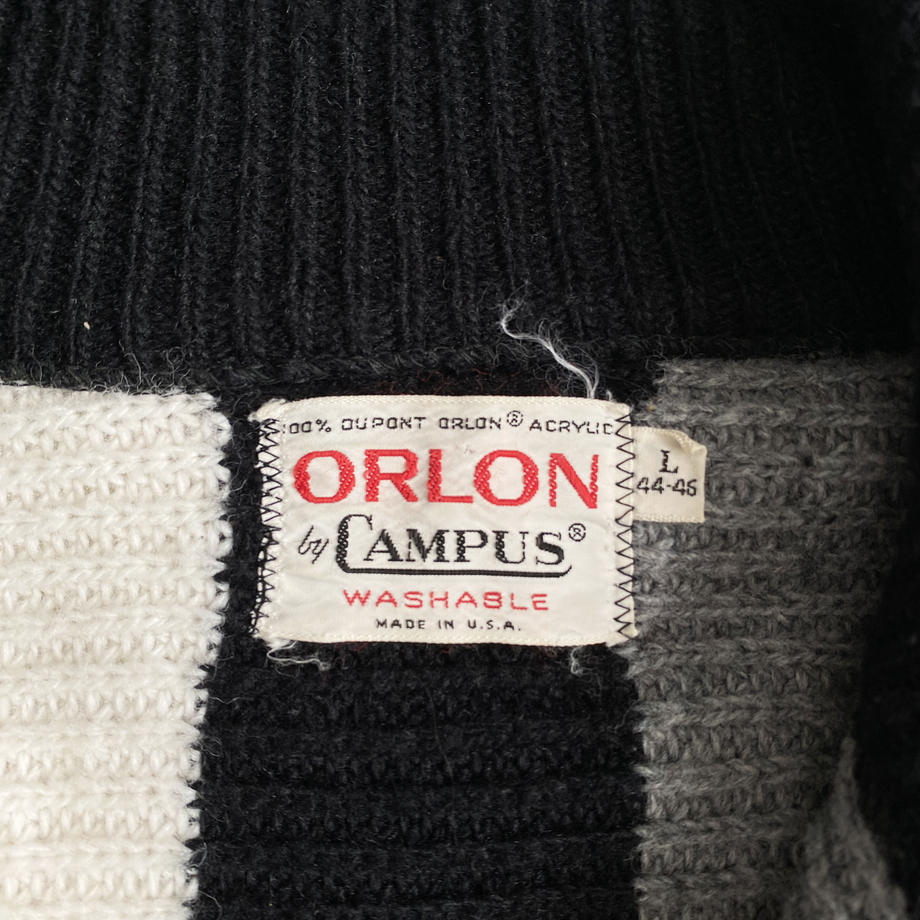 100% DUPONT ORLON® ACRYLIC
ORLON
by CAMPUS®
WASHABLE
MADE IN U.S.A.
L
44-46